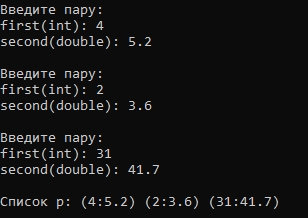 Введите пару:
first(int): 4
second(double): 5.2
Введите пару:
first(int): 2
second(double): 3.6
Введите пару:
first(int): 31
second(double): 41.7
Список p: (4:5.2) (2:3.6) (31:41.7)